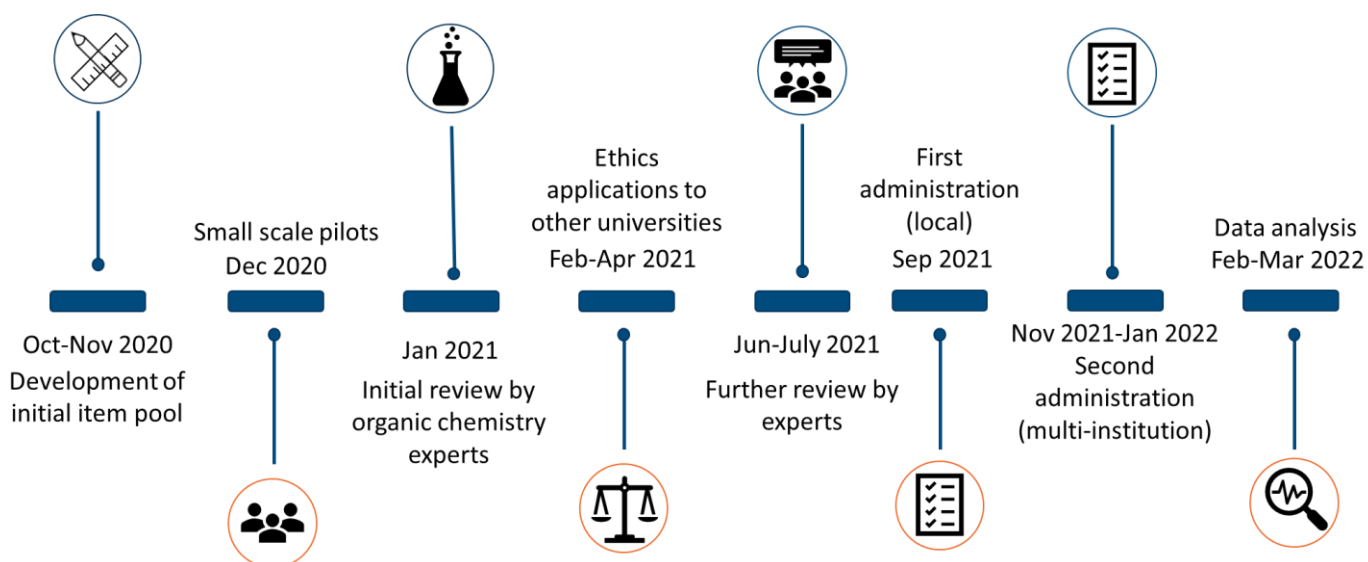 Oct-Nov 2020
Development of
initial item pool
Small scale pilots
Dec 2020
Jan 2021
Initial review by
organic chemistry
experts
Ethics
applications to
other universities
Feb-Apr 2021
Jun-July 2021
Further review by
experts
First
administration
(local)
Sep 2021
Nov 2021-Jan 2022
Second
administration
(multi-institution)
Data analysis
Feb-Mar 2022